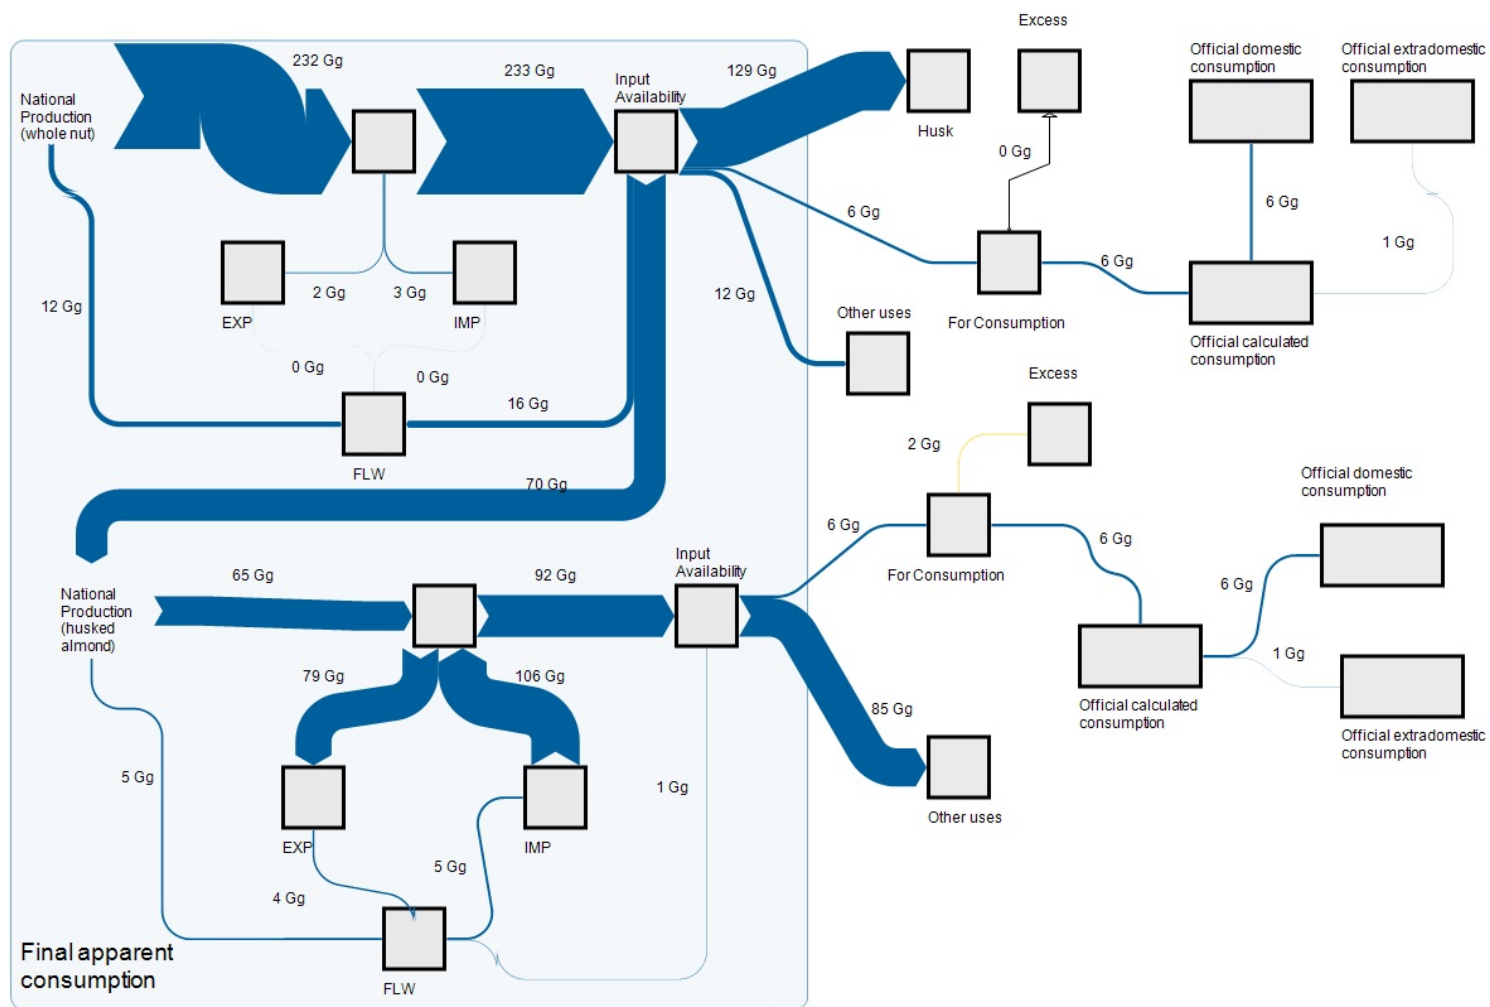 Excess
Official domestic
consumption
Official extradomestic
consumption
232 Gg
233 Gg
Input
Availability
129 Gg
National
Production
(whole nut)
Husk
0 Gg
6 Gg
6 Gg
1 Gg
6 Gg
12 Gg
2 Gg
3 Gg
12 Gg
EXP
IMP
Other uses
For Consumption
Official calculated
consumption
0 Gg
0 Gg
Excess
16 Gg
2 Gg
FLW
70 Gg
Official domestic
consumption
6 Gg
6 Gg
Input
Availability
65 Gg
92 Gg
For Consumption
6 Gg
National
Production
(husked
almond)
1 Gg
79 Gg
106 Gg
85 Gg
Official calculated
consumption
Official extradomestic
consumption
5 Gg
1 Gg
Other uses
EXP
IMP
5 Gg
4 Gg
Final apparent
consumption
FLW